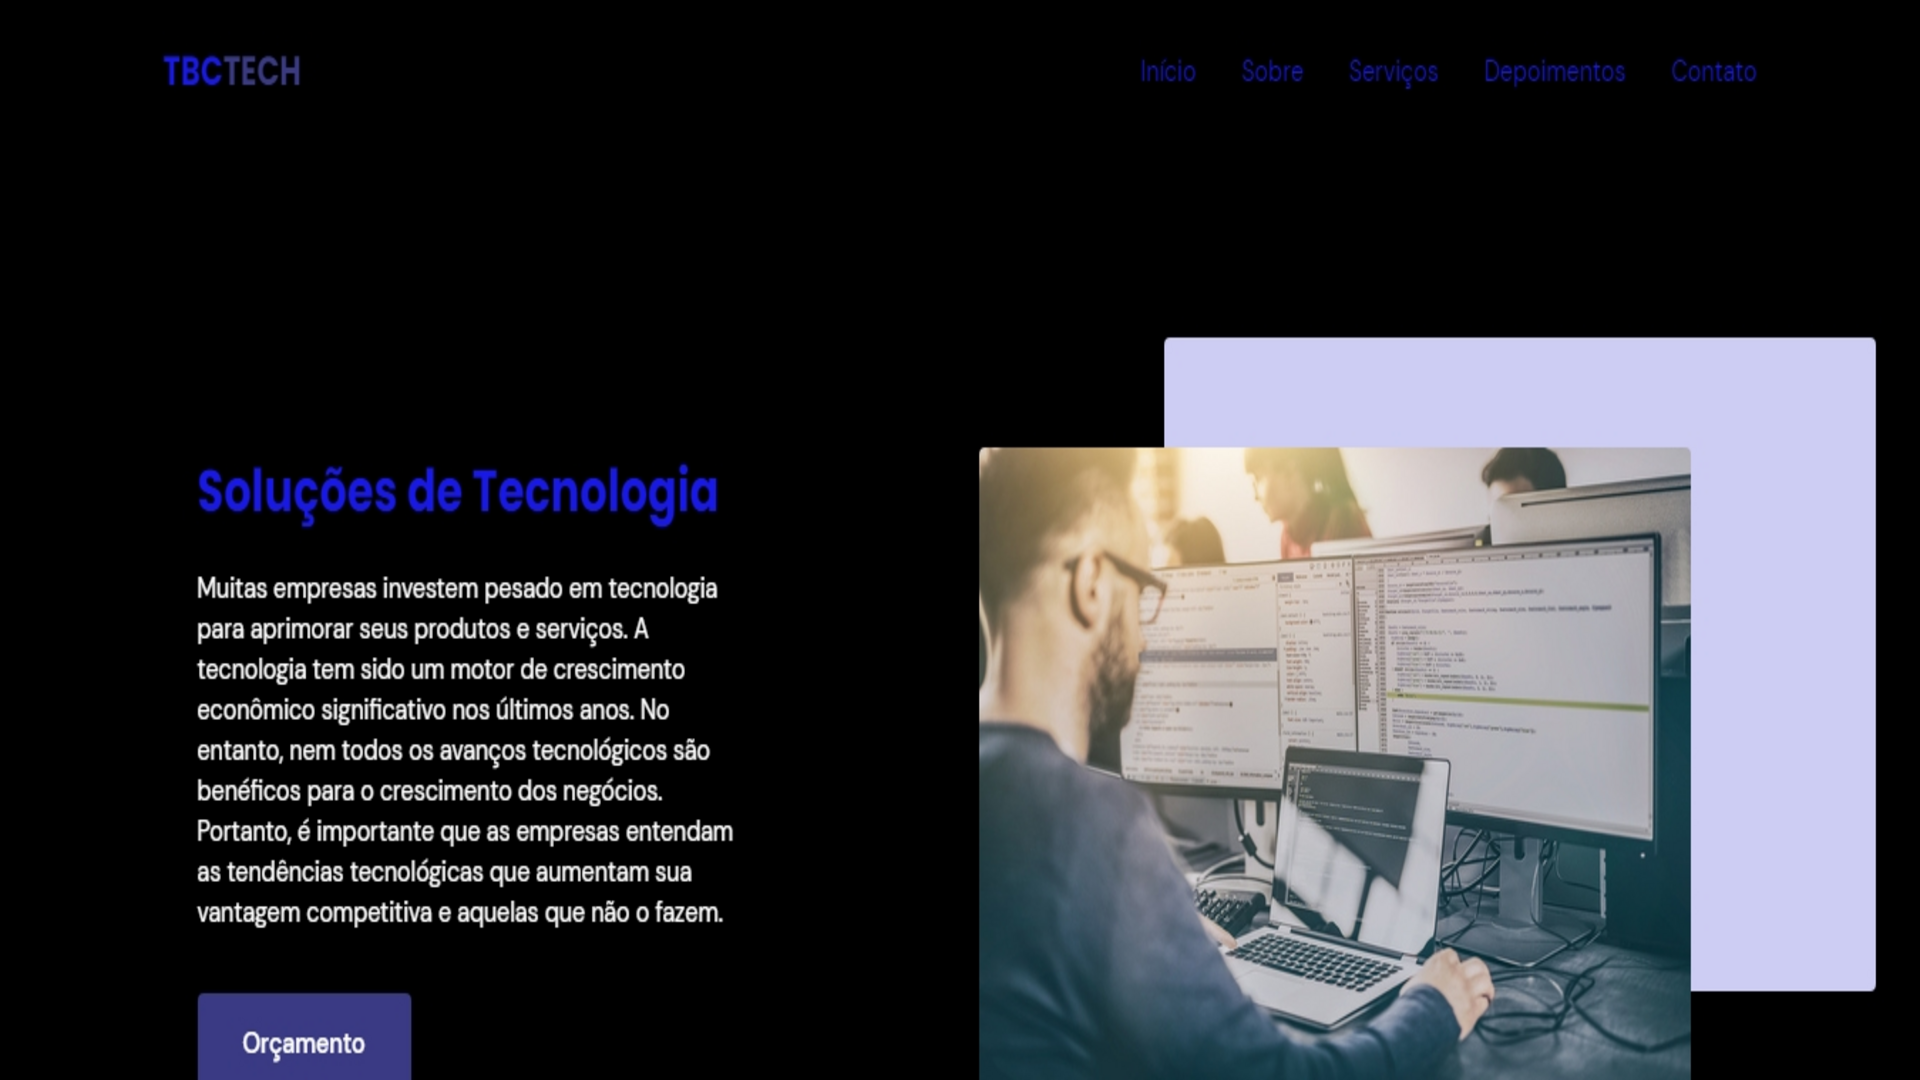 TBCTECH
Início Sobre Serviços Depoimentos Contato
Soluções de Tecnologia
Muitas empresas investem pesado em tecnologia
para aprimorar seus produtos e serviços. A
tecnologia tem sido um motor de crescimento
econômico significativo nos últimos anos. No
entanto, nem todos os avanços tecnológicos são
benéficos para o crescimento dos negócios.
Portanto, é importante que as empresas entendam
as tendências tecnológicas que aumentam sua
vantagem competitiva e aquelas que não o fazem.
Orçamento